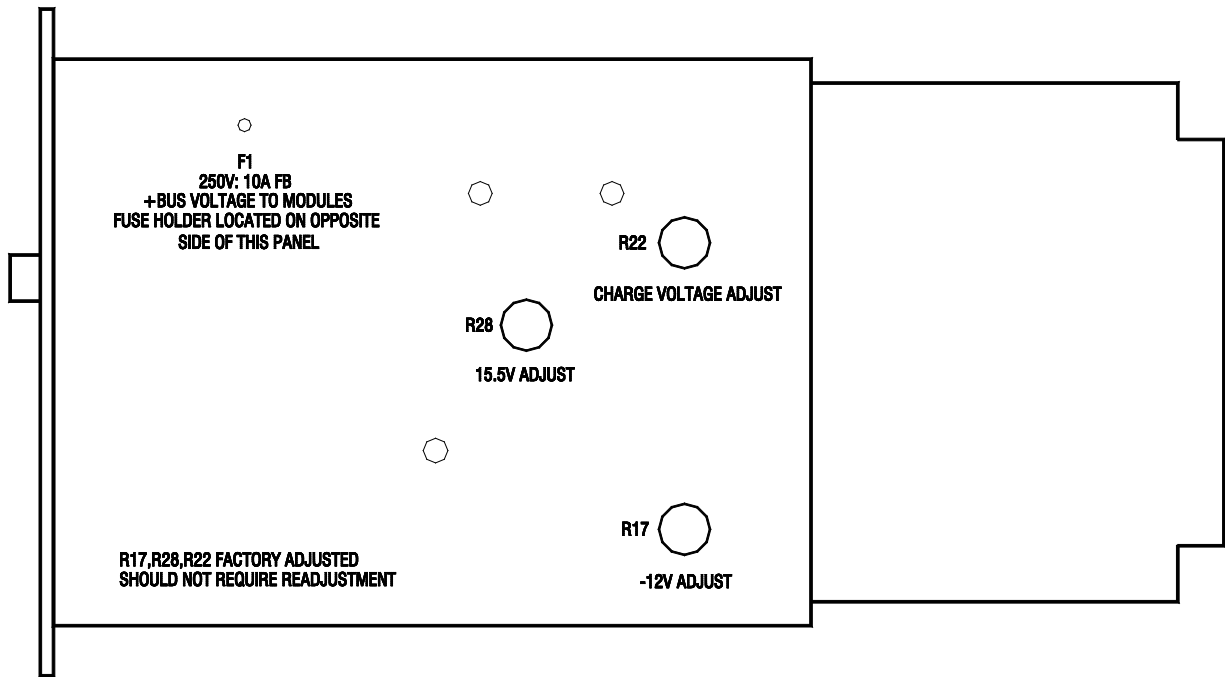 F1
250V: 10A FB
+BUS VOLTAGE TO MODULES
FUSE HOLDER LOCATED ON OPPOSITE
SIDE OF THIS PANEL
R22
CHARGE VOLTAGE ADJUST
R28
15.5V ADJUST
R17
-12V ADJUST
R17,R28,R22 FACTORY ADJUSTED
SHOULD NOT REQUIRE READJUSTMENT